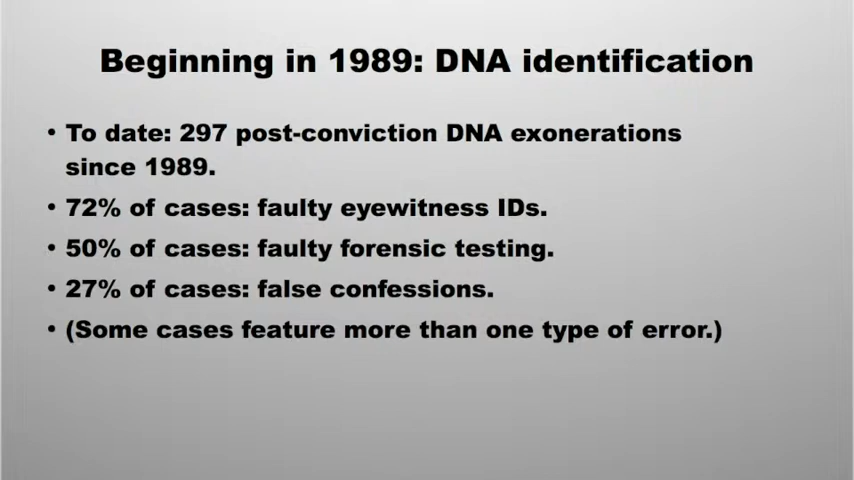 Beginning in 1989: DNA identification
• To date: 297 post-conviction DNA exonerations
since 1989.
• 72% of cases: faulty eyewitness IDs.
• 50% of cases: faulty forensic testing.
• 27% of cases: false confessions.
• (Some cases feature more than one type of error.)